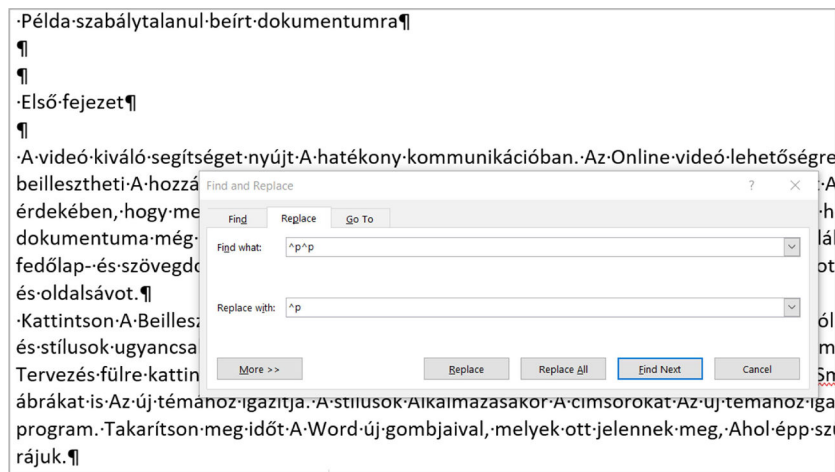 ·Példa·szabálytalanul·beírt·dokumentumra¶
¶
¶
·Első·fejezet¶
¶
·A·videó·kiváló·segítséget·nyújt·A·hatékony·kommunikációban.·Az·Online·videó·lehetőségre
beillesztheti·A·hozzá
Find and Replace
? ×
érdekében,·hogy·me
Find Replace Go To
dokumentuma·még·
Find what: ^p^p
fedőlap-·és·szövegdo
és·oldalsávot.¶
Replace with: ^p
·Kattintson·A·Beillesz
és·stílusok·ugyancsa
More >> Replace Replace All Find Next Cancel
Tervezés·fülre·kattin
ábrákat·is·Az·új·témához·igazítja.·A·stílusok·Alkalmazásakor·A·címsorokat·Az·új·témához·iga
program.·Takarítson·meg·időt·A·Word·új·gombjaival,·melyek·ott·jelennek·meg,·Ahol·épp·szü
rájuk.¶